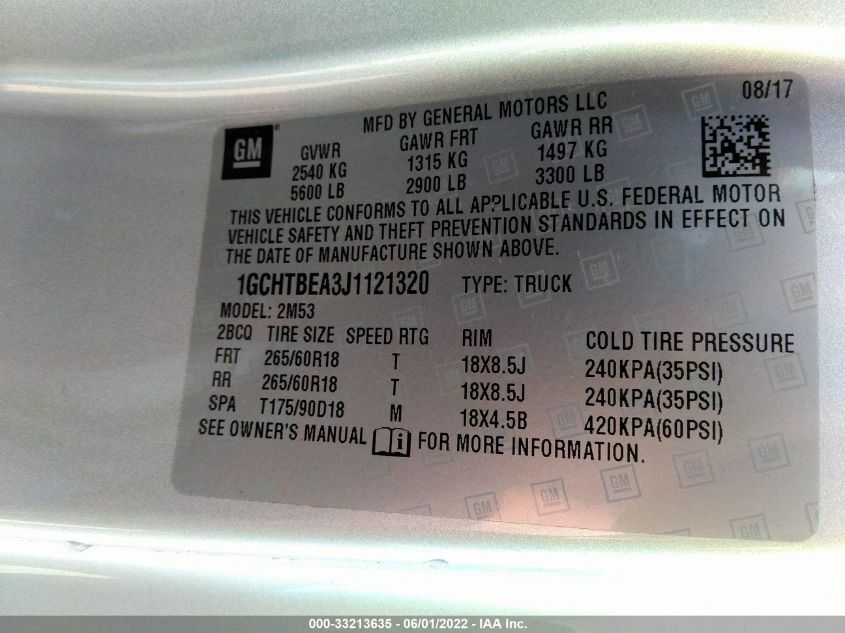 MFD BY GENERAL MOTORS LLC 08/17
GM GVWR GAWR FRT GAWR RR
2540 KG 1315 KG 1497 KG
5600 LB 2900 LB 3300 LB
THIS VEHICLE CONFORMS TO ALL APPLICABLE U.S. FEDERAL MOTOR
VEHICLE SAFETY AND THEFT PREVENTION STANDARDS IN EFFECT ON
THE DATE OF MANUFACTURE SHOWN ABOVE.
1GCHTBEA3J1121320 TYPE: TRUCK
MODEL: 2M53
2BCQ TIRE SIZE SPEED RTG RIM COLD TIRE PRESSURE
FRT 265/60R18 T 18X8.5J 240KPA(35PSI)
RR 265/60R18 T 18X8.5J 240KPA(35PSI)
SPA T175/90D18 M 18X4.5B 420KPA(60PSI)
SEE OWNER'S MANUAL i FOR MORE INFORMATION.
000-33213635 - 06/01/2022 - IAA Inc.